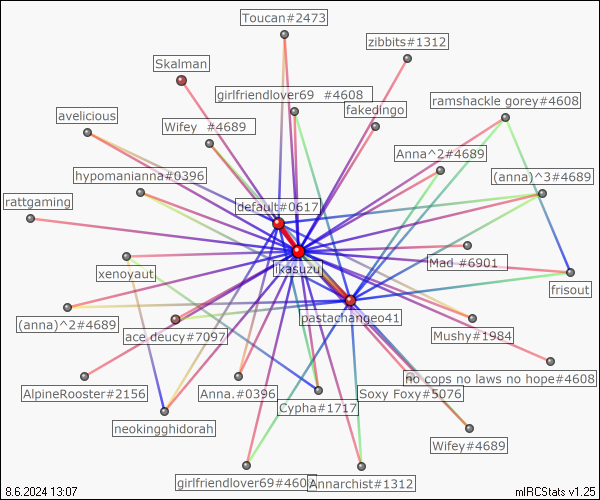 Toucan#2473
zibbits#1312
Skalman
girlfriendlover69 #4608
ramshackle gorey#4608
fakedingo
avelicious
Wifey #4689
Anna^2#4689
hypomanianna#0396
(anna)^3#4689
rattgaming
default#0617
Mad #6901
ikasuzu
xenoyaut
frisout
pastachangeo41
(anna)^2#4689
ace deucy#7097
Mushy#1984
no cops no laws no hope#4608
AlpineRooster#2156
Anna.#0396
Soxy Foxy#5076
Cypha#1717
neokingghidorah
Wifey#4689
girlfriendlover69#4608
Annarchist#1312
8.6.2024 13:07
mIRCStats v1.25